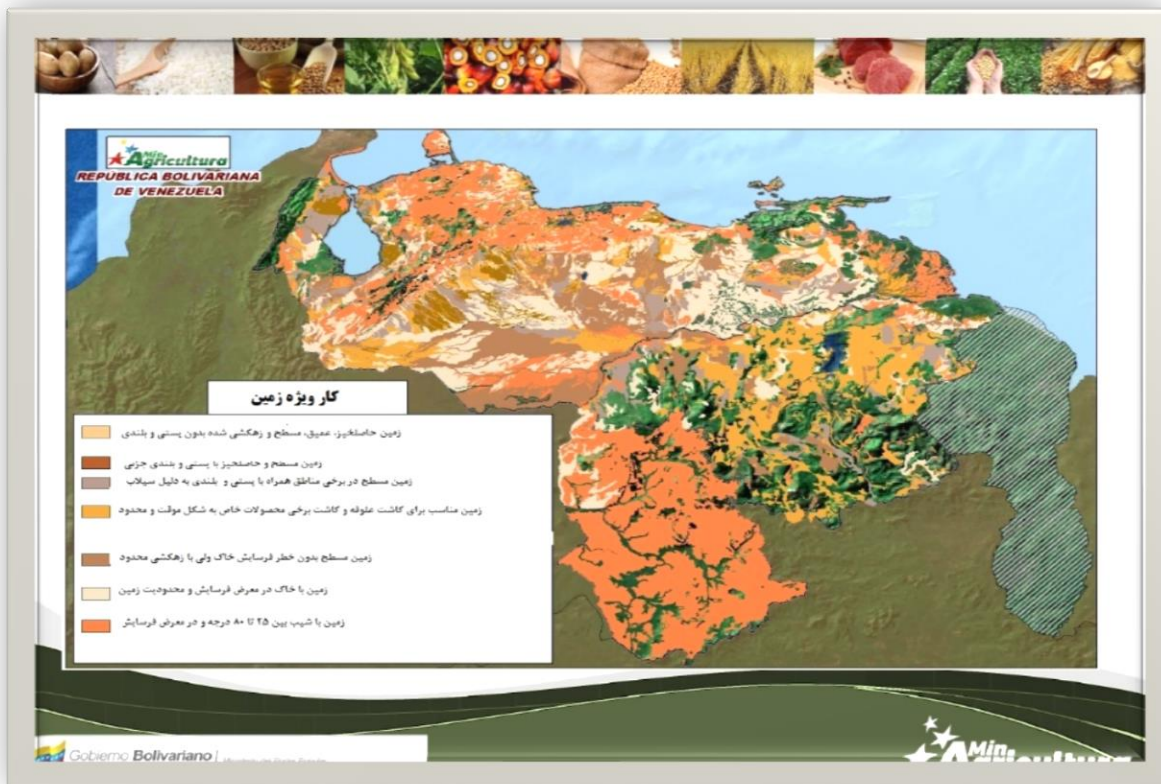 Min
Agricultura
REPÚBLICA BOLIVARIANA
DE VENEZUELA
کار ویژه زمین
زمین حاصلخیز، عمیق، مسطح و زهکشی شده بدون پستی و بلندی
زمین مسطح و حاصلخیز با پستی و بلندی جزیی
زمین مسطح در برخی مناطق همراه با پستی و بلندی به دلیل سیلاب
زمین مناسب برای کاشت علوفه و کاشت برخی محصولات خاص به شکل موقت و محدود
زمین مسطح بدون خطر فرسایش خاک ولی با زهکشی محدود
زمین با خاک در معرض فرسایش و محدودیت زمین
زمین با شیب بین ۲۵ تا ۸۰ درجه و در معرض فرسایش
Gobierno Bolivariano
Min
Agricultura